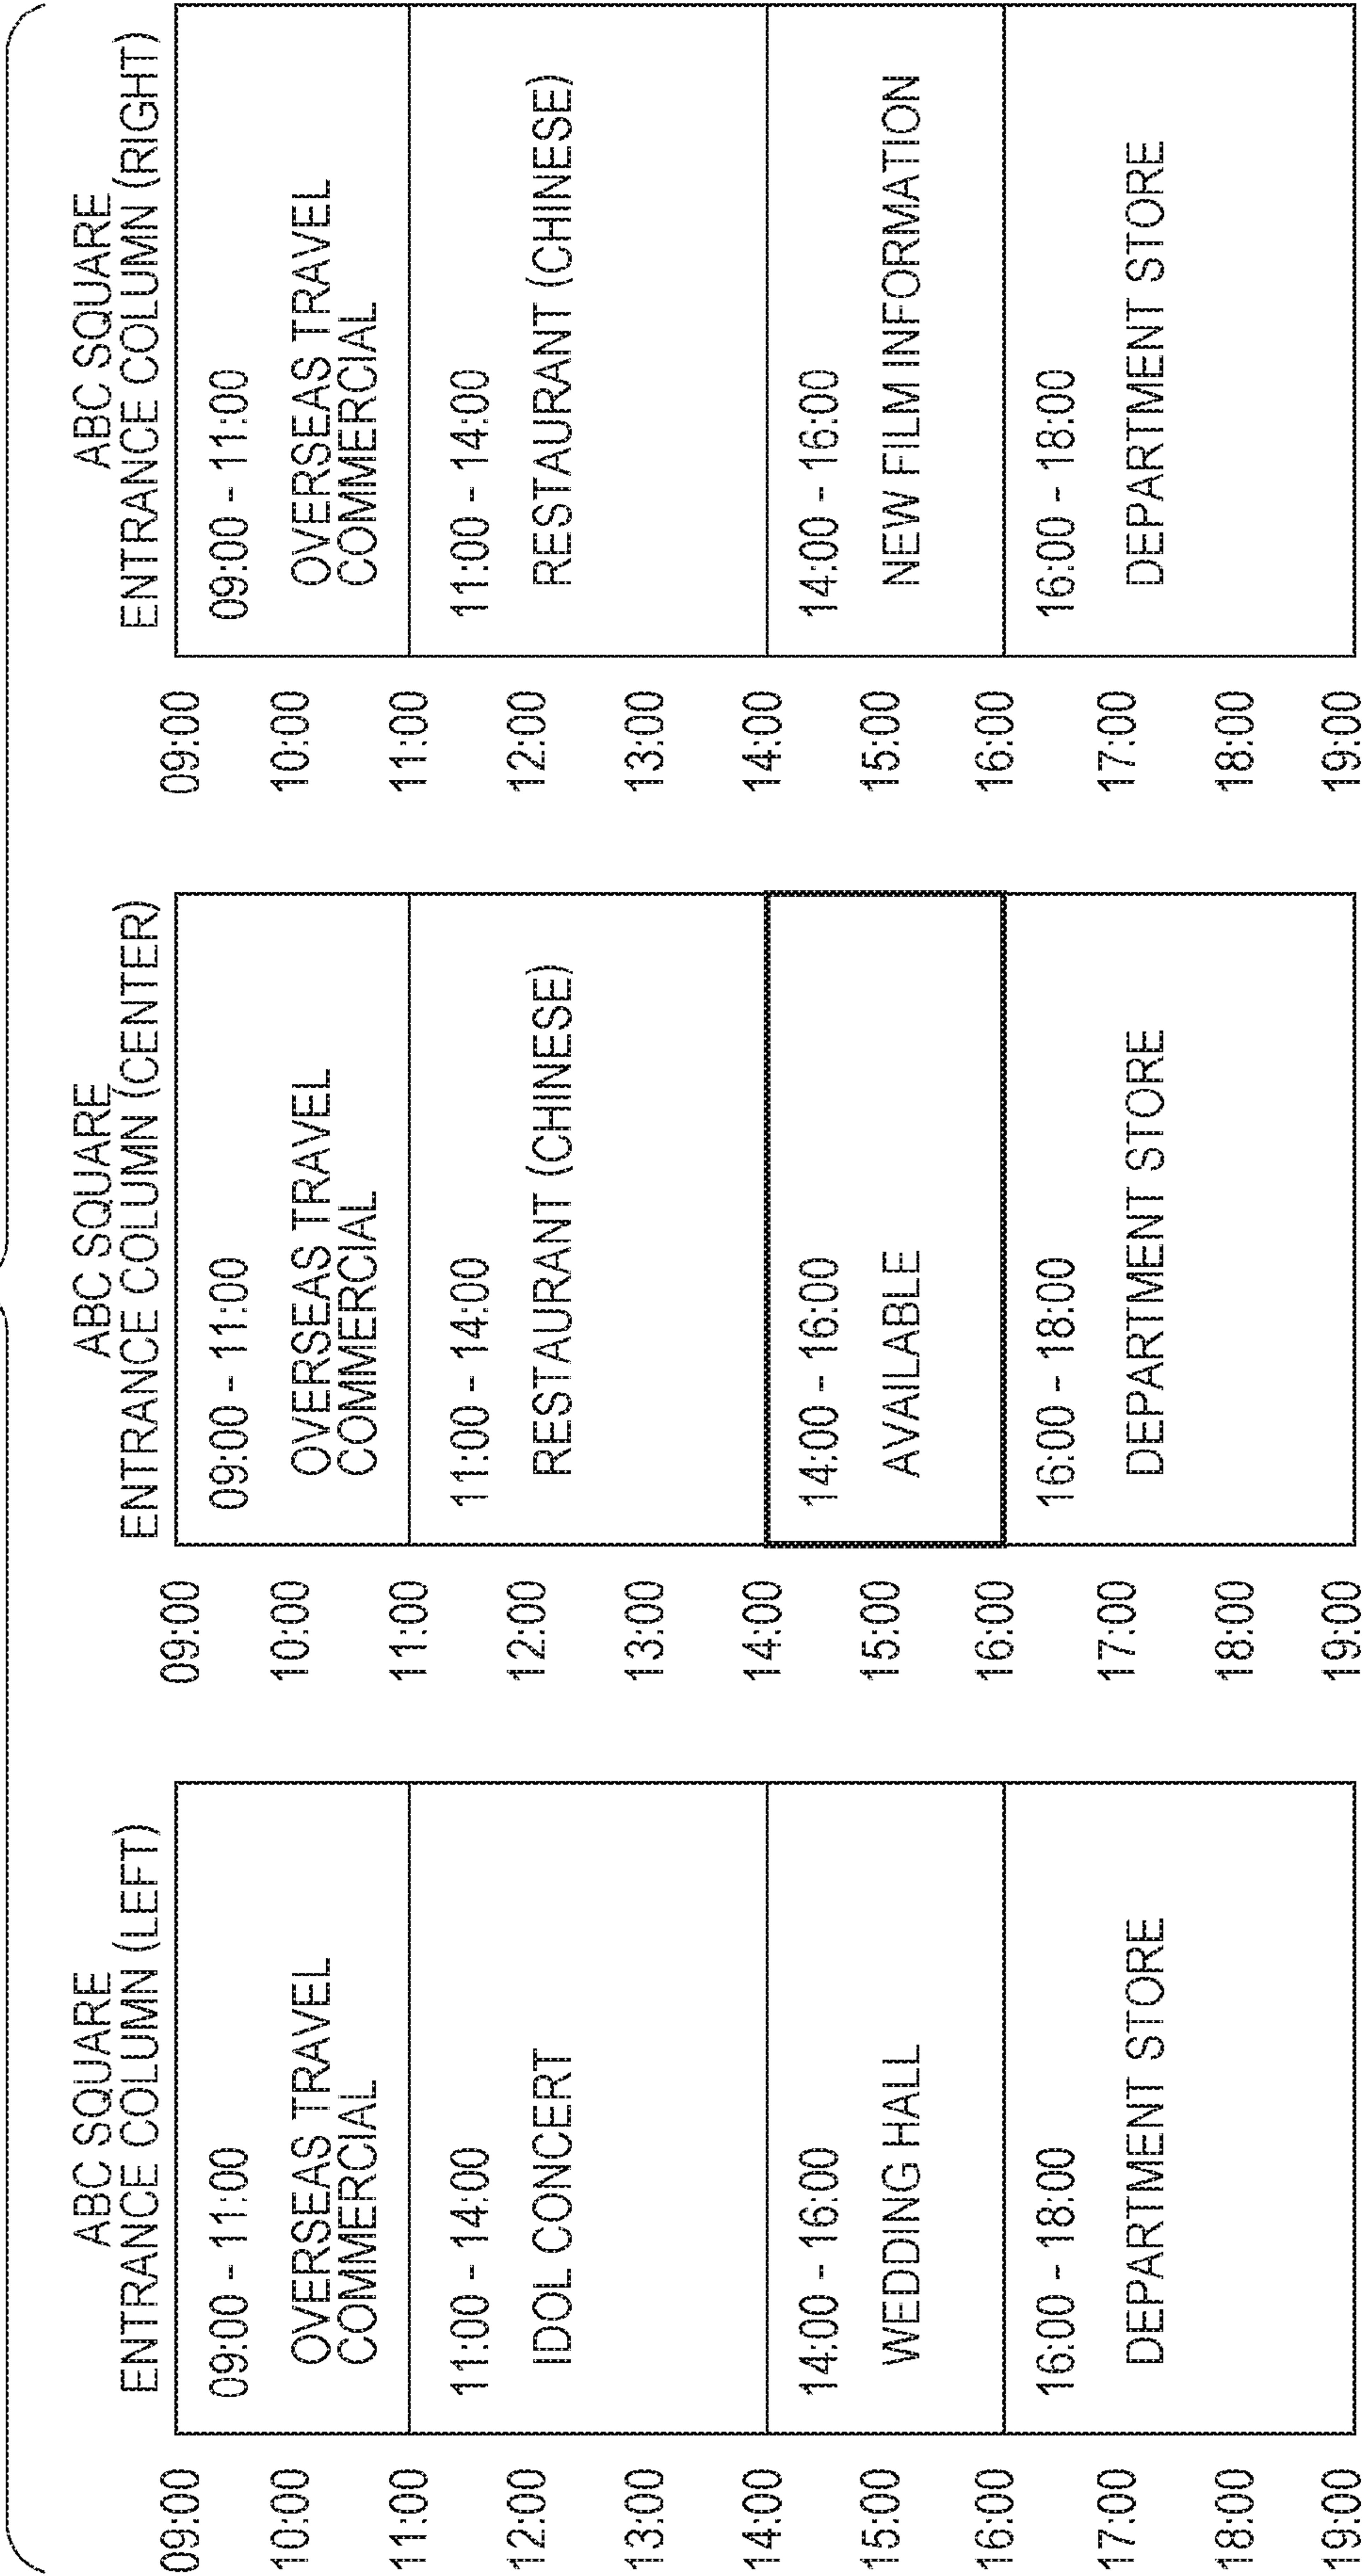 ABC SQUARE
ENTRANCE COLUMN (LEFT)
09:00
10:00
11:00
12:00
13:00
14:00
15:00
16:00
17:00
18:00
19:00
09:00 - 11:00
OVERSEAS TRAVEL
COMMERCIAL
11:00 - 14:00
IDOL CONCERT
14:00 - 16:00
WEDDING HALL
16:00 - 18:00
DEPARTMENT STORE
ABC SQUARE
ENTRANCE COLUMN (CENTER)
09:00
10:00
11:00
12:00
13:00
14:00
15:00
16:00
17:00
18:00
19:00
09:00 - 11:00
OVERSEAS TRAVEL
COMMERCIAL
11:00 - 14:00
RESTAURANT (CHINESE)
14:00 - 16:00
AVAILABLE
16:00 - 18:00
DEPARTMENT STORE
ABC SQUARE
ENTRANCE COLUMN (RIGHT)
09:00
10:00
11:00
12:00
13:00
14:00
15:00
16:00
17:00
18:00
19:00
09:00 - 11:00
OVERSEAS TRAVEL
COMMERCIAL
11:00 - 14:00
RESTAURANT (CHINESE)
14:00 - 16:00
NEW FILM INFORMATION
16:00 - 18:00
DEPARTMENT STORE